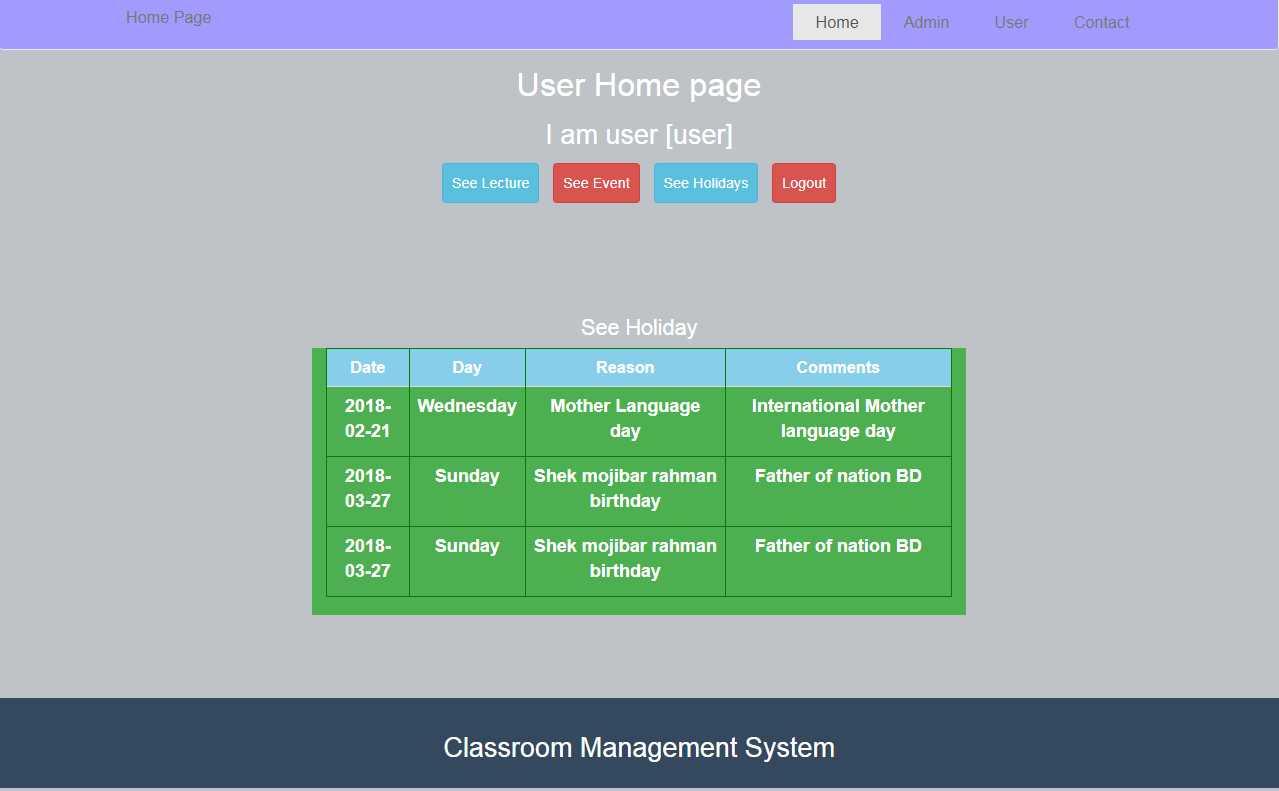 Home Page Home Admin User Contact
User Home page
I am user [user]
See Lecture See Event See Holidays Logout
See Holiday
Date Day Reason Comments
2018- Wednesday Mother Language International Mother
02-21 day language day
2018- Sunday Shek mojibar rahman Father of nation BD
03-27 birthday
2018- Sunday Shek mojibar rahman Father of nation BD
03-27 birthday
Classroom Management System